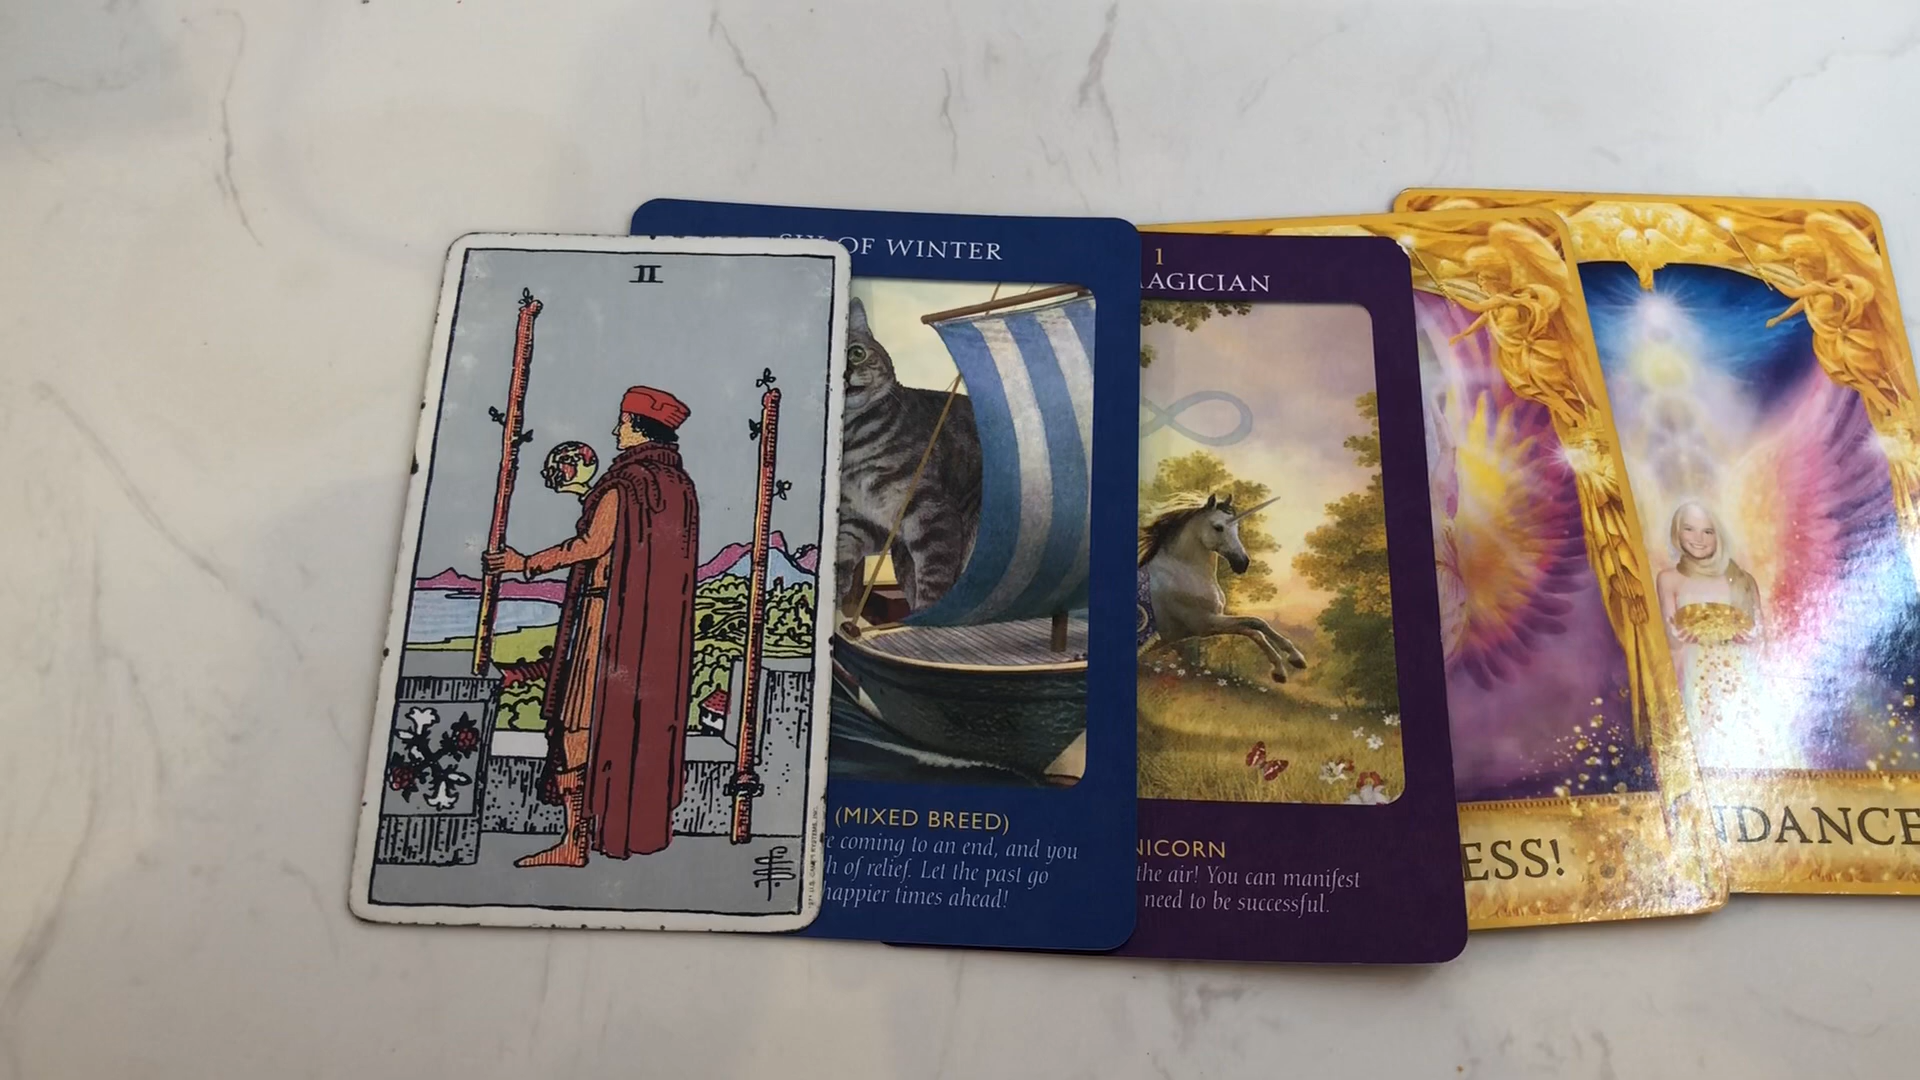 II
SIX OF WINTER
(MIXED BREED)
re coming to an end, and you
h of relief. Let the past go
happier times ahead!
1
AGICIAN
NICORN
the air! You can manifest
need to be successful.
ESS!
NDANCE